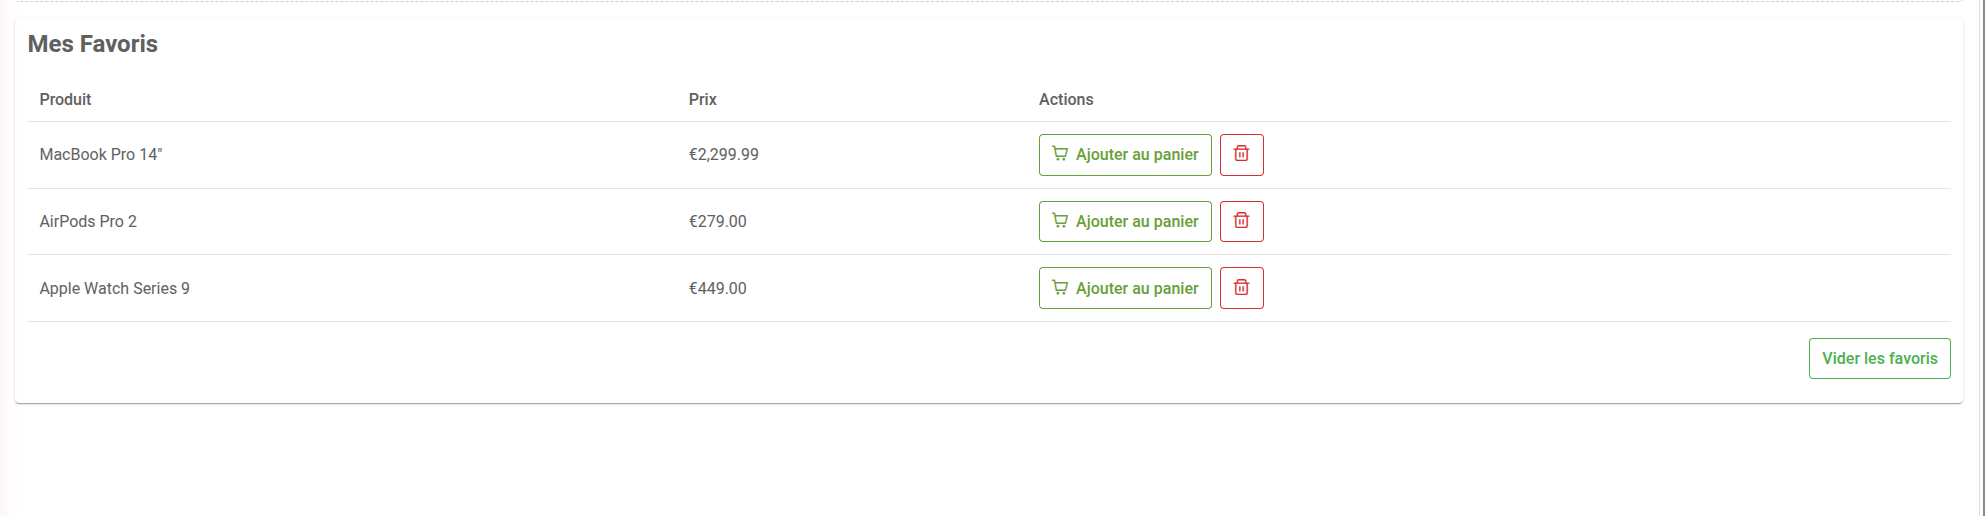 Mes Favoris
Produit Prix Actions
MacBook Pro 14" €2,299.99 Ajouter au panier
AirPods Pro 2 €279.00 Ajouter au panier
Apple Watch Series 9 €449.00 Ajouter au panier
Vider les favoris